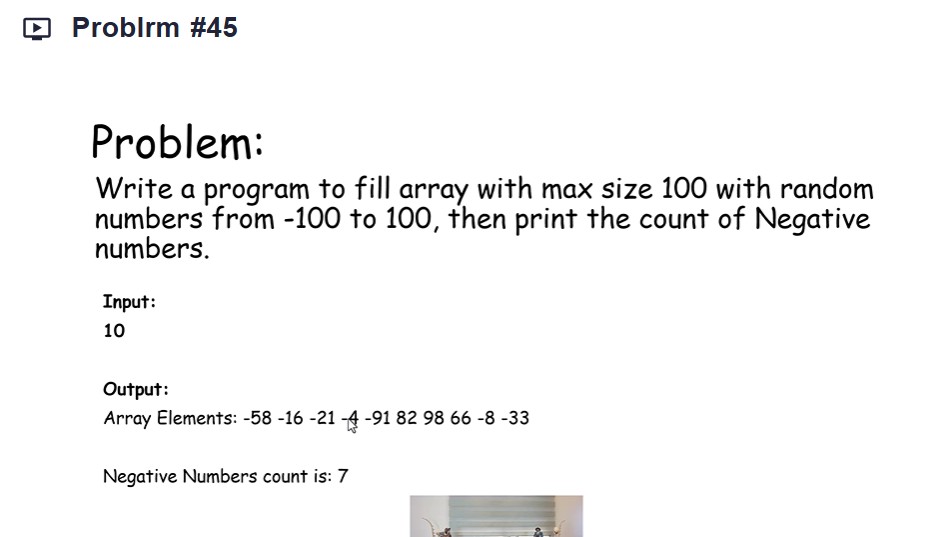 Problrm #45
Problem:
Write a program to fill array with max size 100 with random
numbers from -100 to 100, then print the count of Negative
numbers.
Input:
10
Output:
Array Elements: -58 -16 -21 -4 -91 82 98 66 -8 -33
Negative Numbers count is: 7